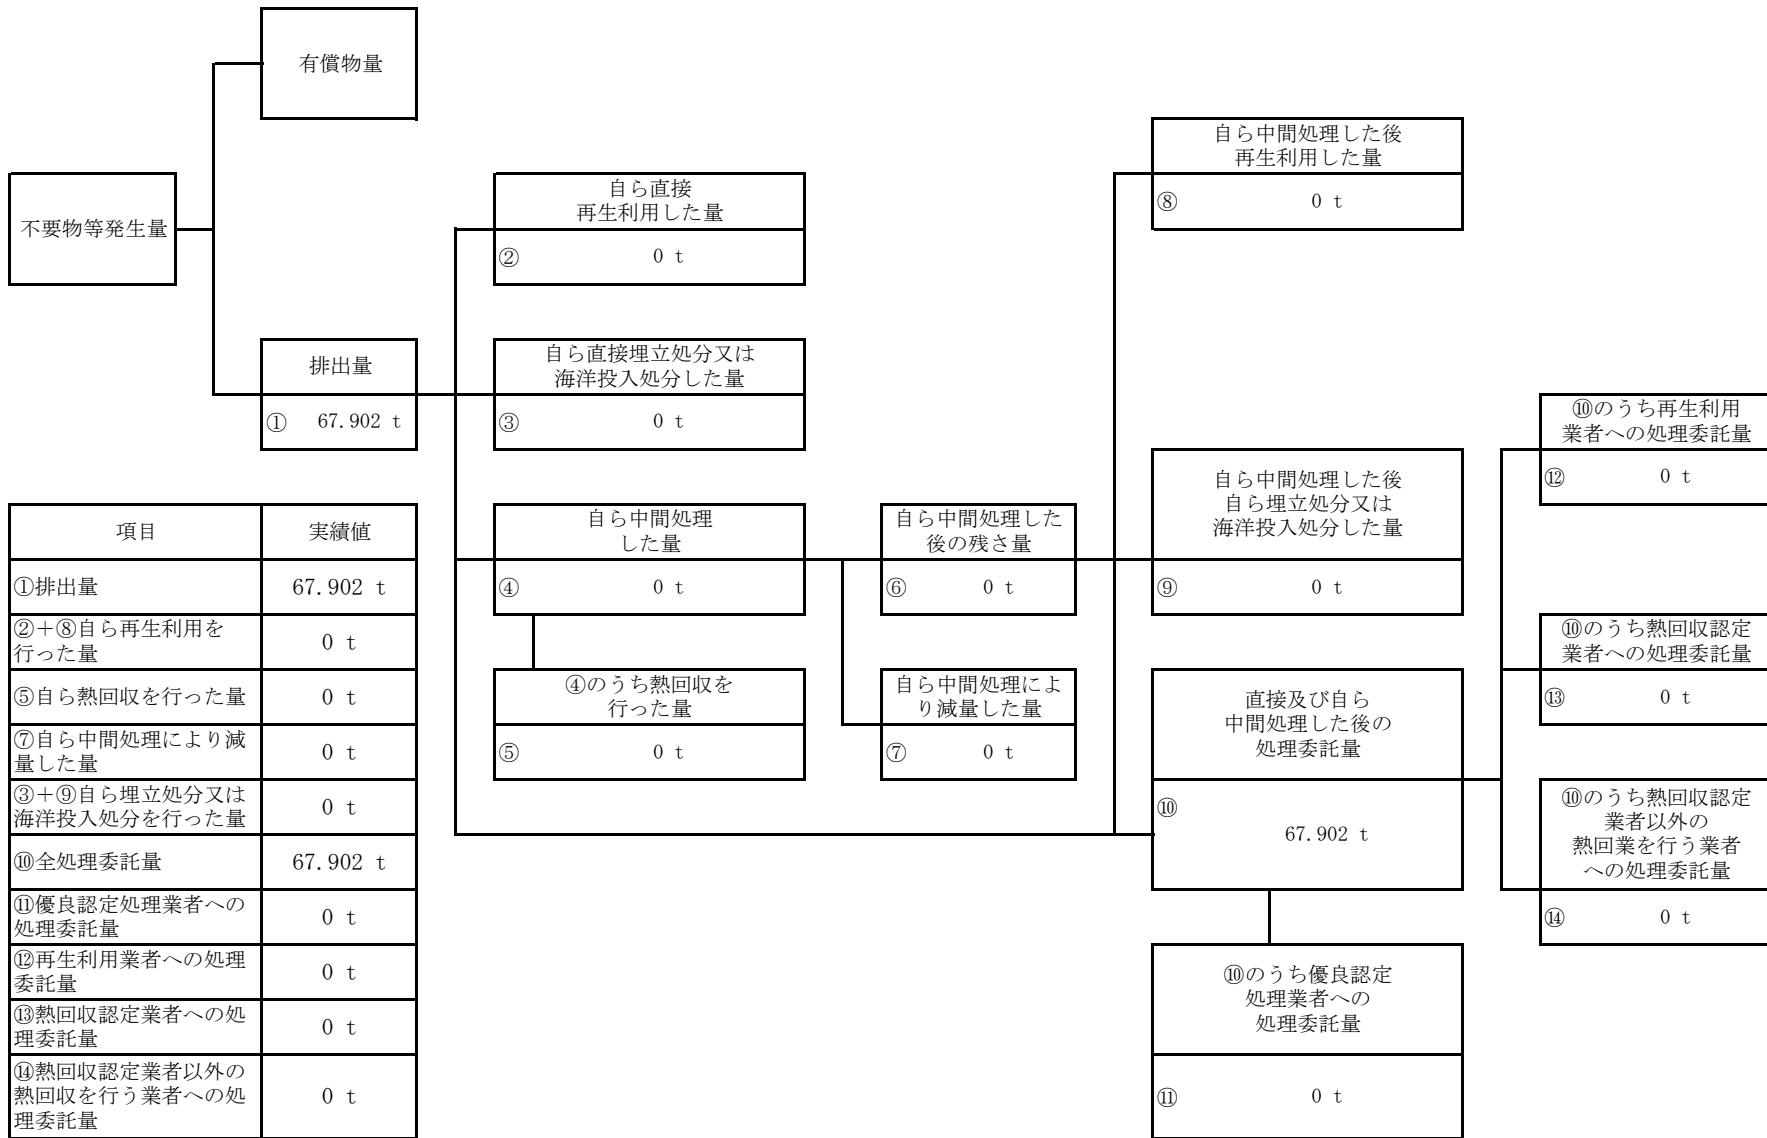 有償物量
不要物等発生量
排出量
① 67.902 t
自ら直接
再生利用した量
② 0 t
自ら直接埋立処分又は
海洋投入処分した量
③ 0 t
自ら中間処理
した量
④ 0 t
④のうち熱回収を
行った量
⑤ 0 t
自ら中間処理した
後の残さ量
⑥ 0 t
自ら中間処理によ
り減量した量
⑦ 0 t
自ら中間処理した後
再生利用した量
⑧ 0 t
自ら中間処理した後
自ら埋立処分又は
海洋投入処分した量
⑨ 0 t
直接及び自ら
中間処理した後の
処理委託量
⑩
67.902 t
⑩のうち優良認定
処理業者への
処理委託量
⑪ 0 t
⑩のうち再生利用
業者への処理委託量
⑫ 0 t
⑩のうち熱回収認定
業者への処理委託量
⑬ 0 t
⑩のうち熱回収認定
業者以外の
熱回業を行う業者
への処理委託量
⑭ 0 t
項目 実績値
①排出量 67.902 t
②＋⑧自ら再生利用を
行った量 0 t
⑤自ら熱回収を行った量 0 t
⑦自ら中間処理により減
量した量 0 t
③＋⑨自ら埋立処分又は
海洋投入処分を行った量 0 t
⑩全処理委託量 67.902 t
⑪優良認定処理業者への
処理委託量 0 t
⑫再生利用業者への処理
委託量 0 t
⑬熱回収認定業者への処
理委託量 0 t
⑭熱回収認定業者以外の
熱回収を行う業者への処
理委託量 0 t